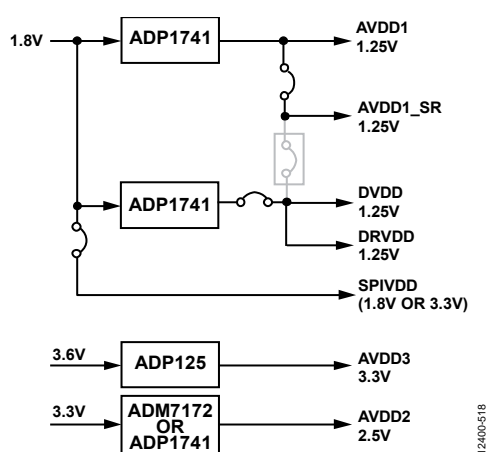 1.8V
ADP1741
AVDD1
1.25V
AVDD1_SR
1.25V
ADP1741
DVDD
1.25V
DRVDD
1.25V
SPIVDD
(1.8V OR 3.3V)
3.6V
ADP125
AVDD3
3.3V
3.3V
ADM7172
OR
ADP1741
AVDD2
2.5V
12400-518